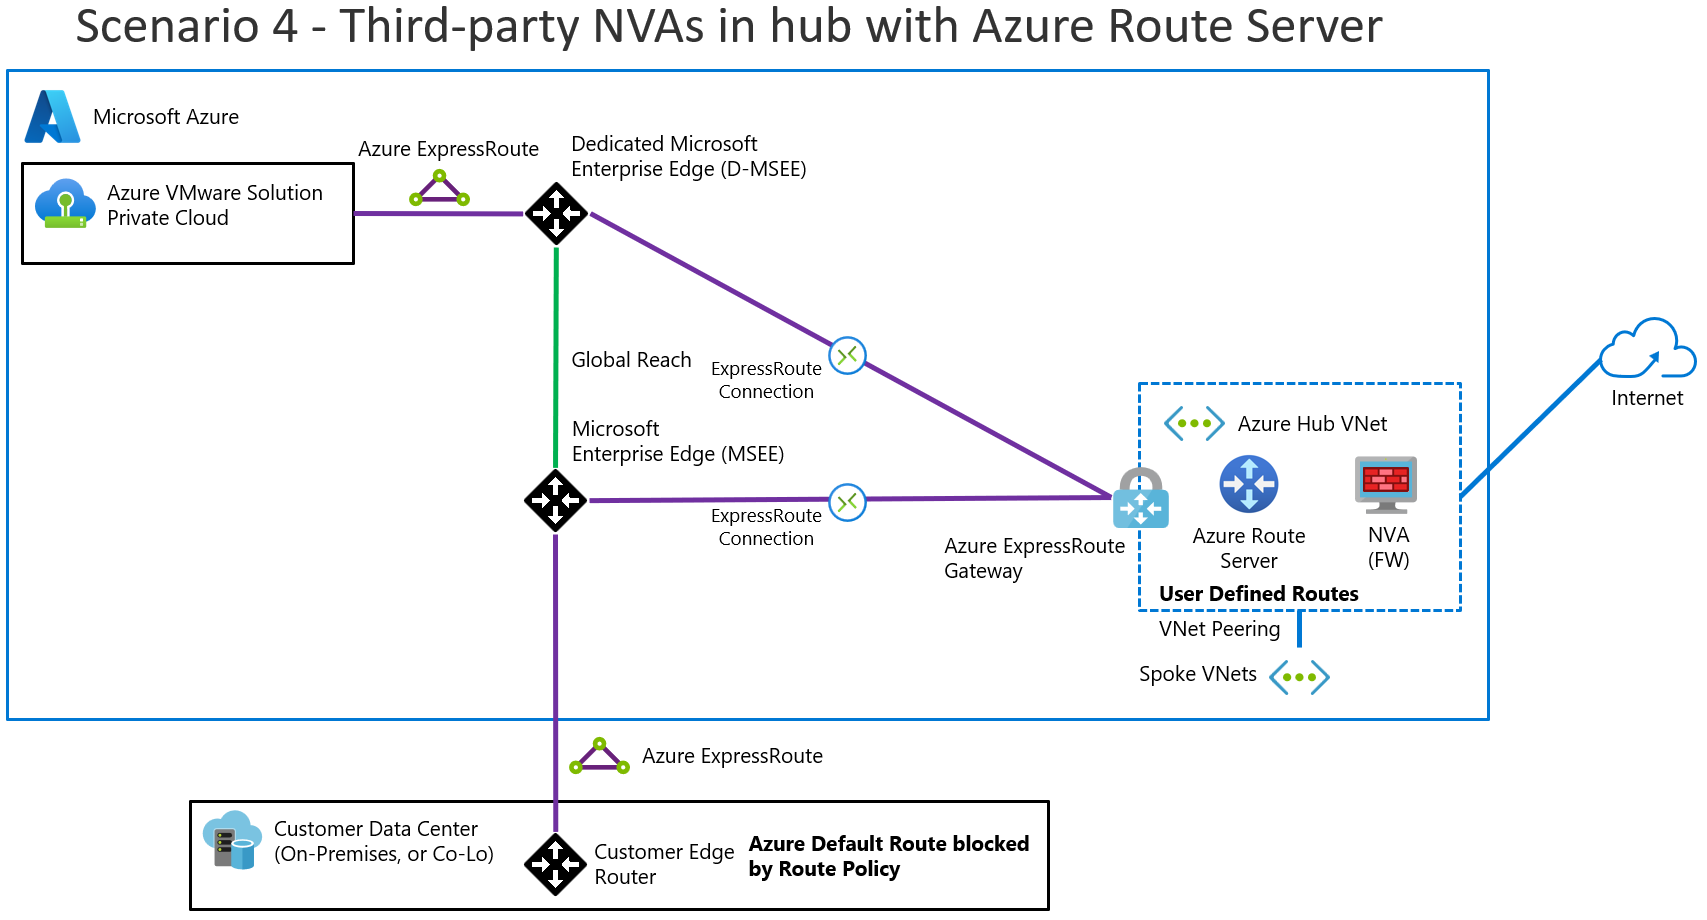 Scenario 4 - Third-party NVAs in hub with Azure Route Server
Microsoft Azure
Azure VMware Solution
Private Cloud
Azure ExpressRoute
Dedicated Microsoft
Enterprise Edge (D-MSEE)
Global Reach
ExpressRoute
Connection
Microsoft
Enterprise Edge (MSEE)
ExpressRoute
Connection
Azure ExpressRoute
Gateway
Azure Hub VNet
Azure Route
Server
NVA
(FW)
User Defined Routes
VNet Peering
Spoke VNets
Internet
Azure ExpressRoute
Customer Data Center
(On-Premises, or Co-Lo)
Customer Edge
Router
Azure Default Route blocked
by Route Policy